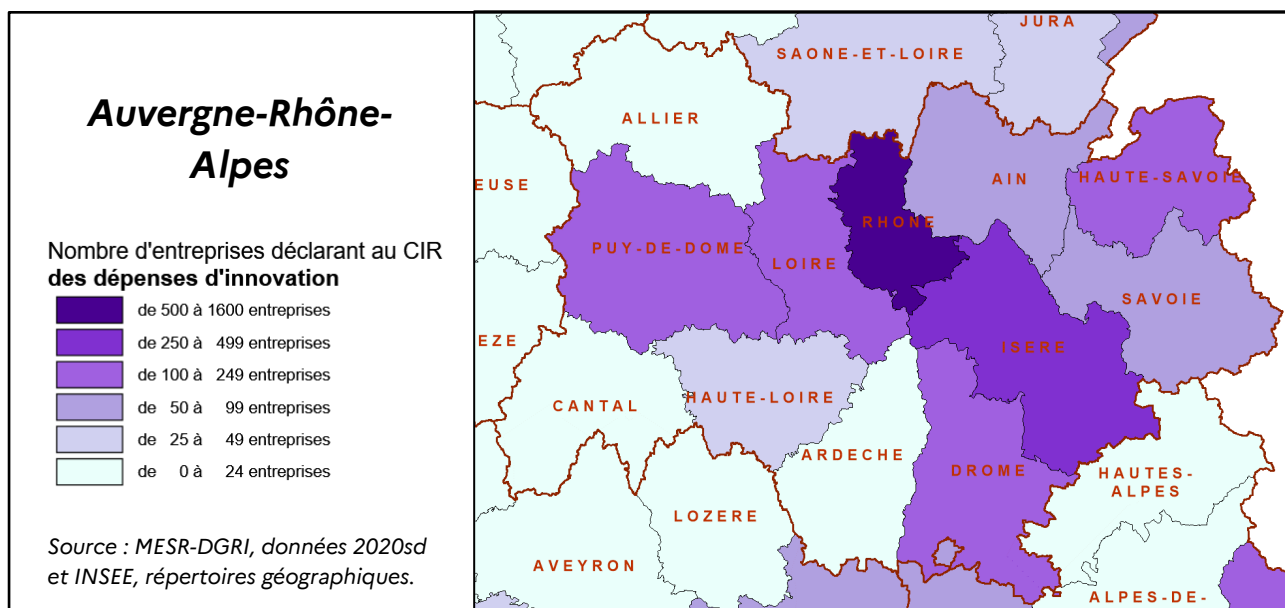 Auvergne-Rhône-
Alpes
Nombre d'entreprises déclarant au CIR
des dépenses d'innovation
de 500 à 1600 entreprises
de 250 à 499 entreprises
de 100 à 249 entreprises
de 50 à 99 entreprises
de 25 à 49 entreprises
de 0 à 24 entreprises
Source : MESR-DGRI, données 2020sd
et INSEE, répertoires géographiques.
JURA
SAONE-ET-LOIRE
ALLIER
EUSE
AIN
HAUTE-SAVOIE
RHONE
PUY-DE-DOME
LOIRE
SAVOIE
EZE
ISERE
HAUTE-LOIRE
CANTAL
ARDECHE
DROME
HAUTES-
ALPES
LOZERE
AVEYRON
ALPES-DE-